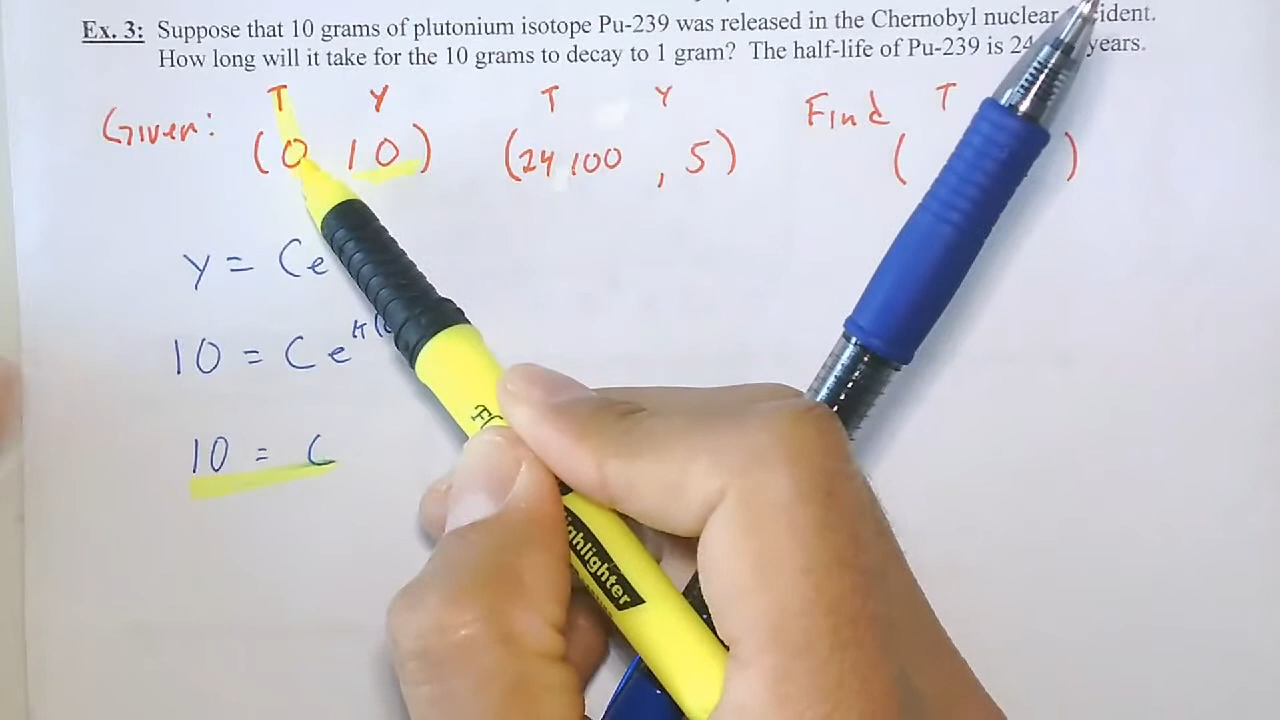 Ex. 3: Suppose that 10 grams of plutonium isotope Pu-239 was released in the Chernobyl nuclear
How long will it take for the 10 grams to decay to 1 gram? The half-life of Pu-239 is years.
T Y T Y Find T
Given: (0 10) (24100, 5) ( )
y = Ce
10 = Ce
10 = C